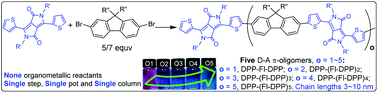 R' N O S
S O N R'
+
Br R" R" Br
5/7 equv
R' N O S
S O N R'
R" R"
R" R"
R' N O S
S O N R'
o
None organometallic reactants
Single step, Single pot and Single column
O1 O2 O3 O4 O5
Five D-A π-oligomers, o = 1~5:
o = 1, DPP-(Fl-DPP; o = 2, DPP-(Fl-DPP)₂;
o = 3, DPP-(Fl-DPP)₃; o = 4, DPP-(Fl-DPP)₄;
o = 5, DPP-(Fl-DPP)₅. Chain lengths 3~10 nm